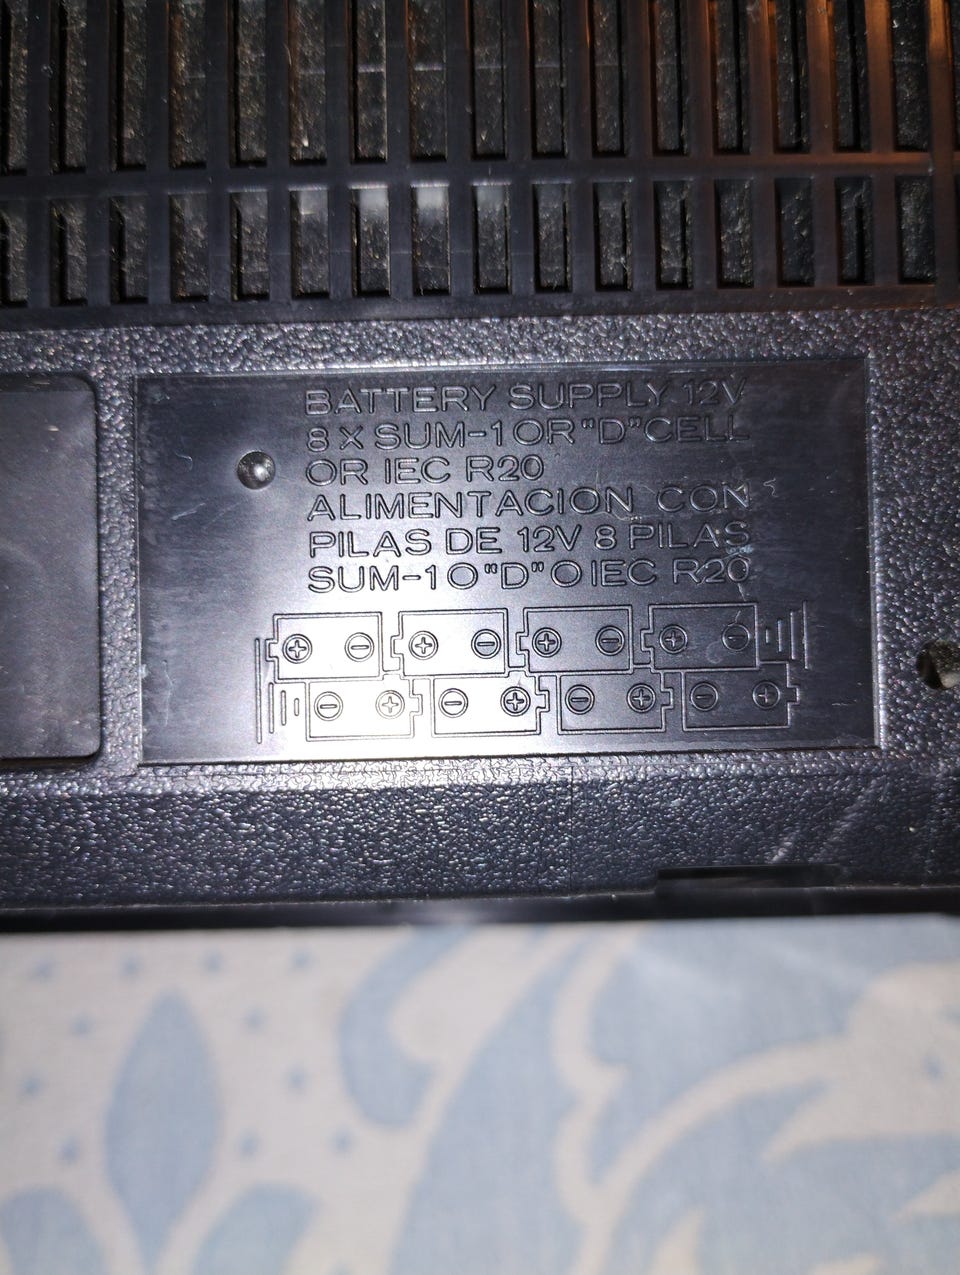 BATTERY SUPPLY 12V
8 X SUM-1 OR "D" CELL
OR IEC R20
ALIMENTACION CON
PILAS DE 12V 8 PILAS
SUM-1 O "D" O IEC R20
+ - + - + - + -
- + - + - + - +